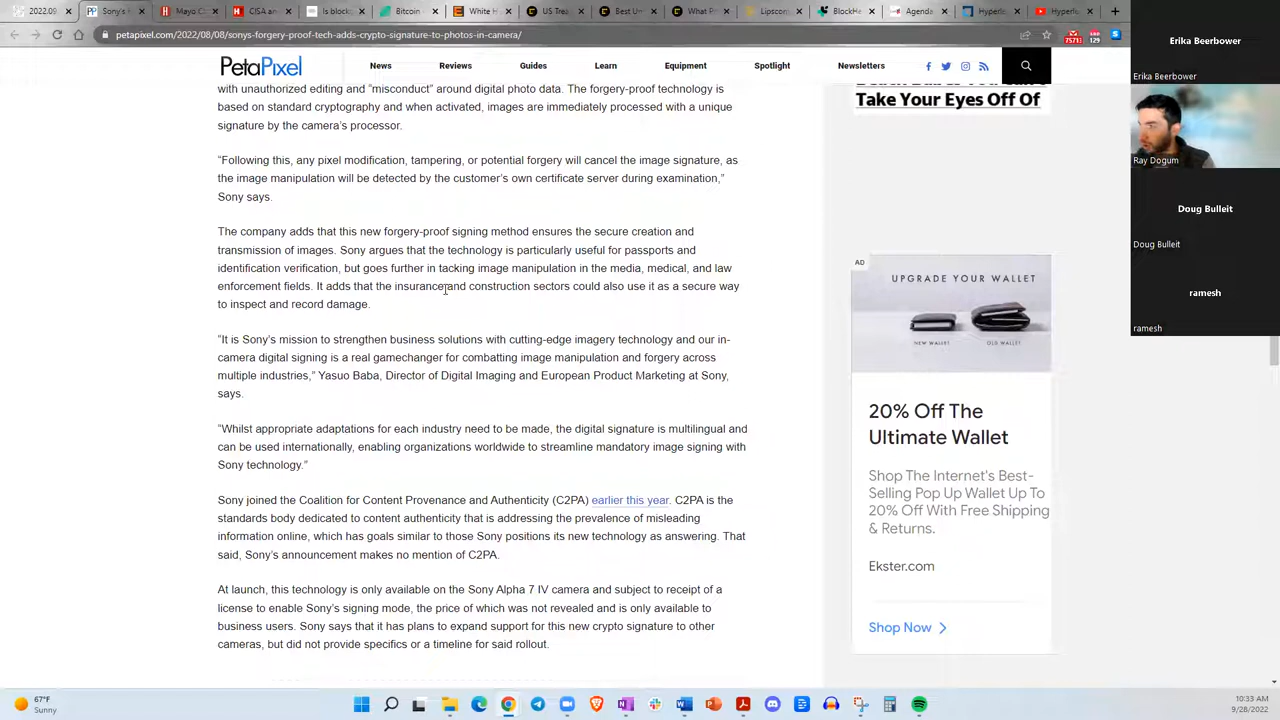 2022.09
PetaPixel
Sony's
Mayo C
CISA an
Is block
Bitcoin
White H
US Trea
Best Un
What P
Lipscom
BlockHe
Agenda
Hyperle
Hyperlu
petapixel.com/2022/08/08/sonys-forgery-proof-tech-adds-crypto-signature-to-photos-in-camera/
7571
129
News
Reviews
Guides
Learn
Equipment
Spotlight
Newsletters
with unauthorized editing and “misconduct” around digital photo data. The forgery-proof technology is
based on standard cryptography and when activated, images are immediately processed with a unique
signature by the camera’s processor.
“Following this, any pixel modification, tampering, or potential forgery will cancel the image signature, as
the image manipulation will be detected by the customer’s own certificate server during examination,”
Sony says.
The company adds that this new forgery-proof signing method ensures the secure creation and
transmission of images. Sony argues that the technology is particularly useful for passports and
identification verification, but goes further in tacking image manipulation in the media, medical, and law
enforcement fields. It adds that the insurance and construction sectors could also use it as a secure way
to inspect and record damage.
“It is Sony’s mission to strengthen business solutions with cutting-edge imagery technology and our in-
camera digital signing is a real gamechanger for combatting image manipulation and forgery across
multiple industries,” Yasuo Baba, Director of Digital Imaging and European Product Marketing at Sony,
says.
“Whilst appropriate adaptations for each industry need to be made, the digital signature is multilingual and
can be used internationally, enabling organizations worldwide to streamline mandatory image signing with
Sony technology.”
Sony joined the Coalition for Content Provenance and Authenticity (C2PA) earlier this year. C2PA is the
standards body dedicated to content authenticity that is addressing the prevalence of misleading
information online, which has goals similar to those Sony positions its new technology as answering. That
said, Sony’s announcement makes no mention of C2PA.
At launch, this technology is only available on the Sony Alpha 7 IV camera and subject to receipt of a
license to enable Sony’s signing mode, the price of which was not revealed and is only available to
business users. Sony says that it has plans to expand support for this new crypto signature to other
cameras, but did not provide specifics or a timeline for said rollout.
Take Your Eyes Off Of
AD
UPGRADE YOUR WALLET
NEW WALLET
OLD WALLET
20% Off The
Ultimate Wallet
Shop The Internet's Best-
Selling Pop Up Wallet Up To
20% Off With Free Shipping
& Returns.
Ekster.com
Shop Now
Erika Beerbower
Erika Beerbower
Ray Dogum
Doug Bulleit
Doug Bulleit
ramesh
ramesh
67°F
Sunny
10:33 AM
9/28/2022